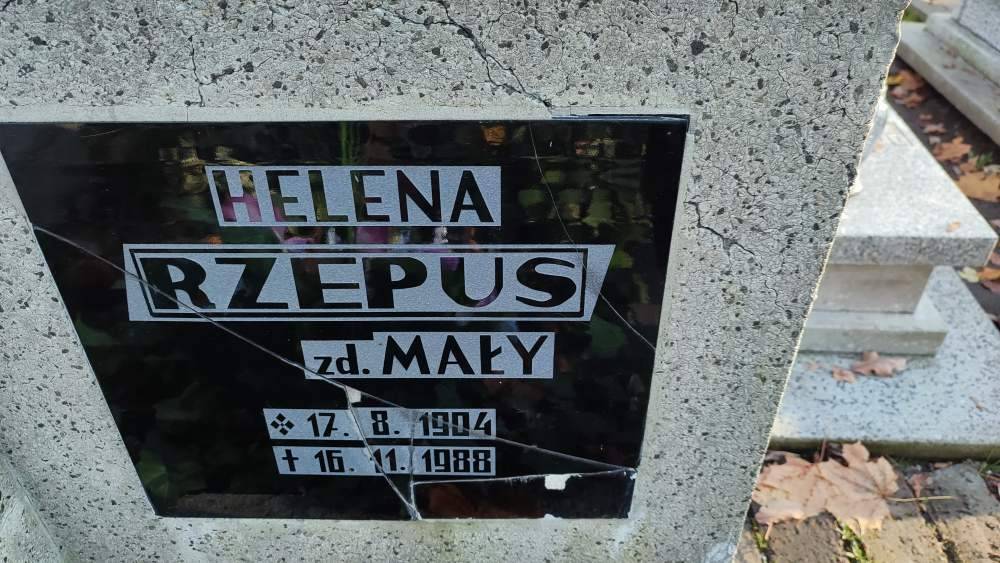 HELENA
RZEPUS
zd. MAŁY
17. 8. 1904
✝ 16. 11. 1988